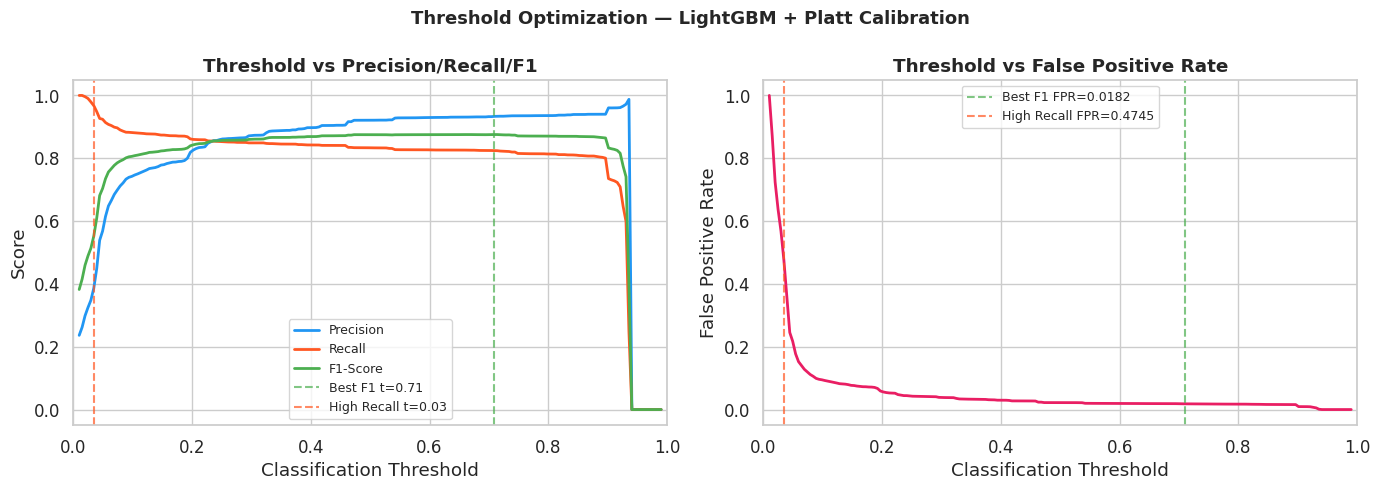 Threshold Optimization — LightGBM + Platt Calibration
Threshold vs Precision/Recall/F1
Score
1.0
0.8
0.6
0.4
0.2
0.0
Precision
Recall
F1-Score
Best F1 t=0.71
High Recall t=0.03
0.0 0.2 0.4 0.6 0.8 1.0
Classification Threshold
Threshold vs False Positive Rate
False Positive Rate
1.0
0.8
0.6
0.4
0.2
0.0
Best F1 FPR=0.0182
High Recall FPR=0.4745
0.0 0.2 0.4 0.6 0.8 1.0
Classification Threshold